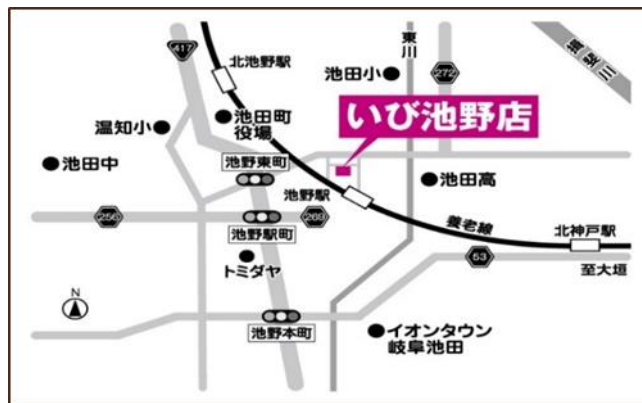 417
北池野駅
東川
池田小
272
揖斐川
池田町
役場
いび池野店
温知小
池田中
池野東町
池野駅
池田高
256
269
養老線
北神戸駅
池野駅町
53
至大垣
トミダヤ
N
池野本町
イオンタウン
岐阜池田